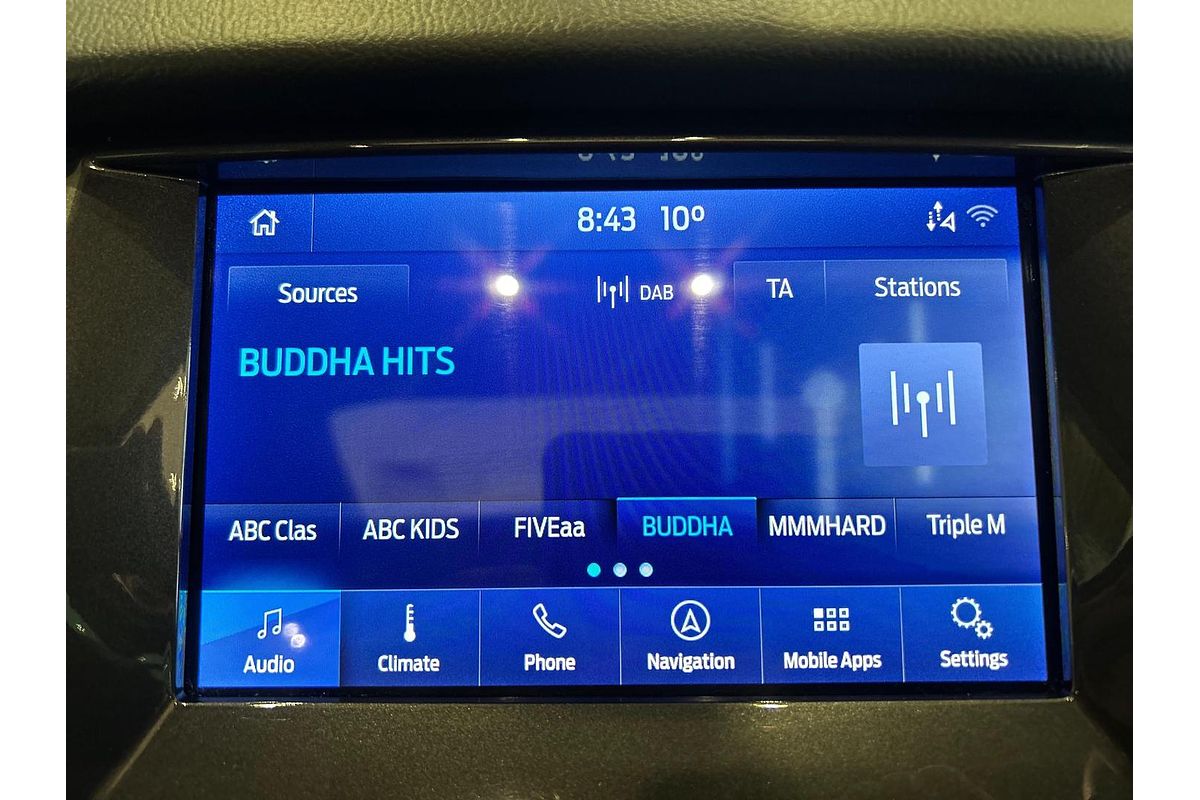 8:43 10°
Sources DAB TA Stations
BUDDHA HITS
ABC Clas ABC KIDS FIVEaa BUDDHA MMMHARD Triple M
Audio Climate Phone Navigation Mobile Apps Settings